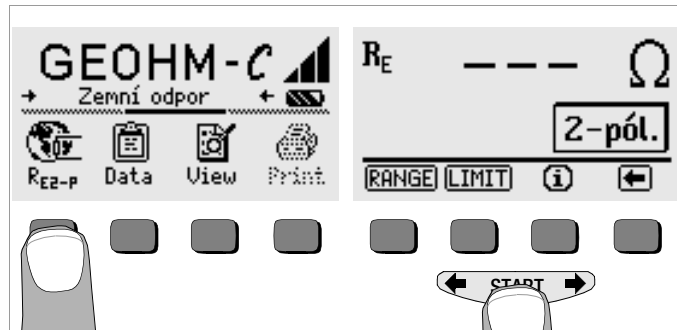 GEOHM-C
Zemní odpor
RE2-P Data View Print
RE --- Ω
2-pól.
RANGE LIMIT i
START